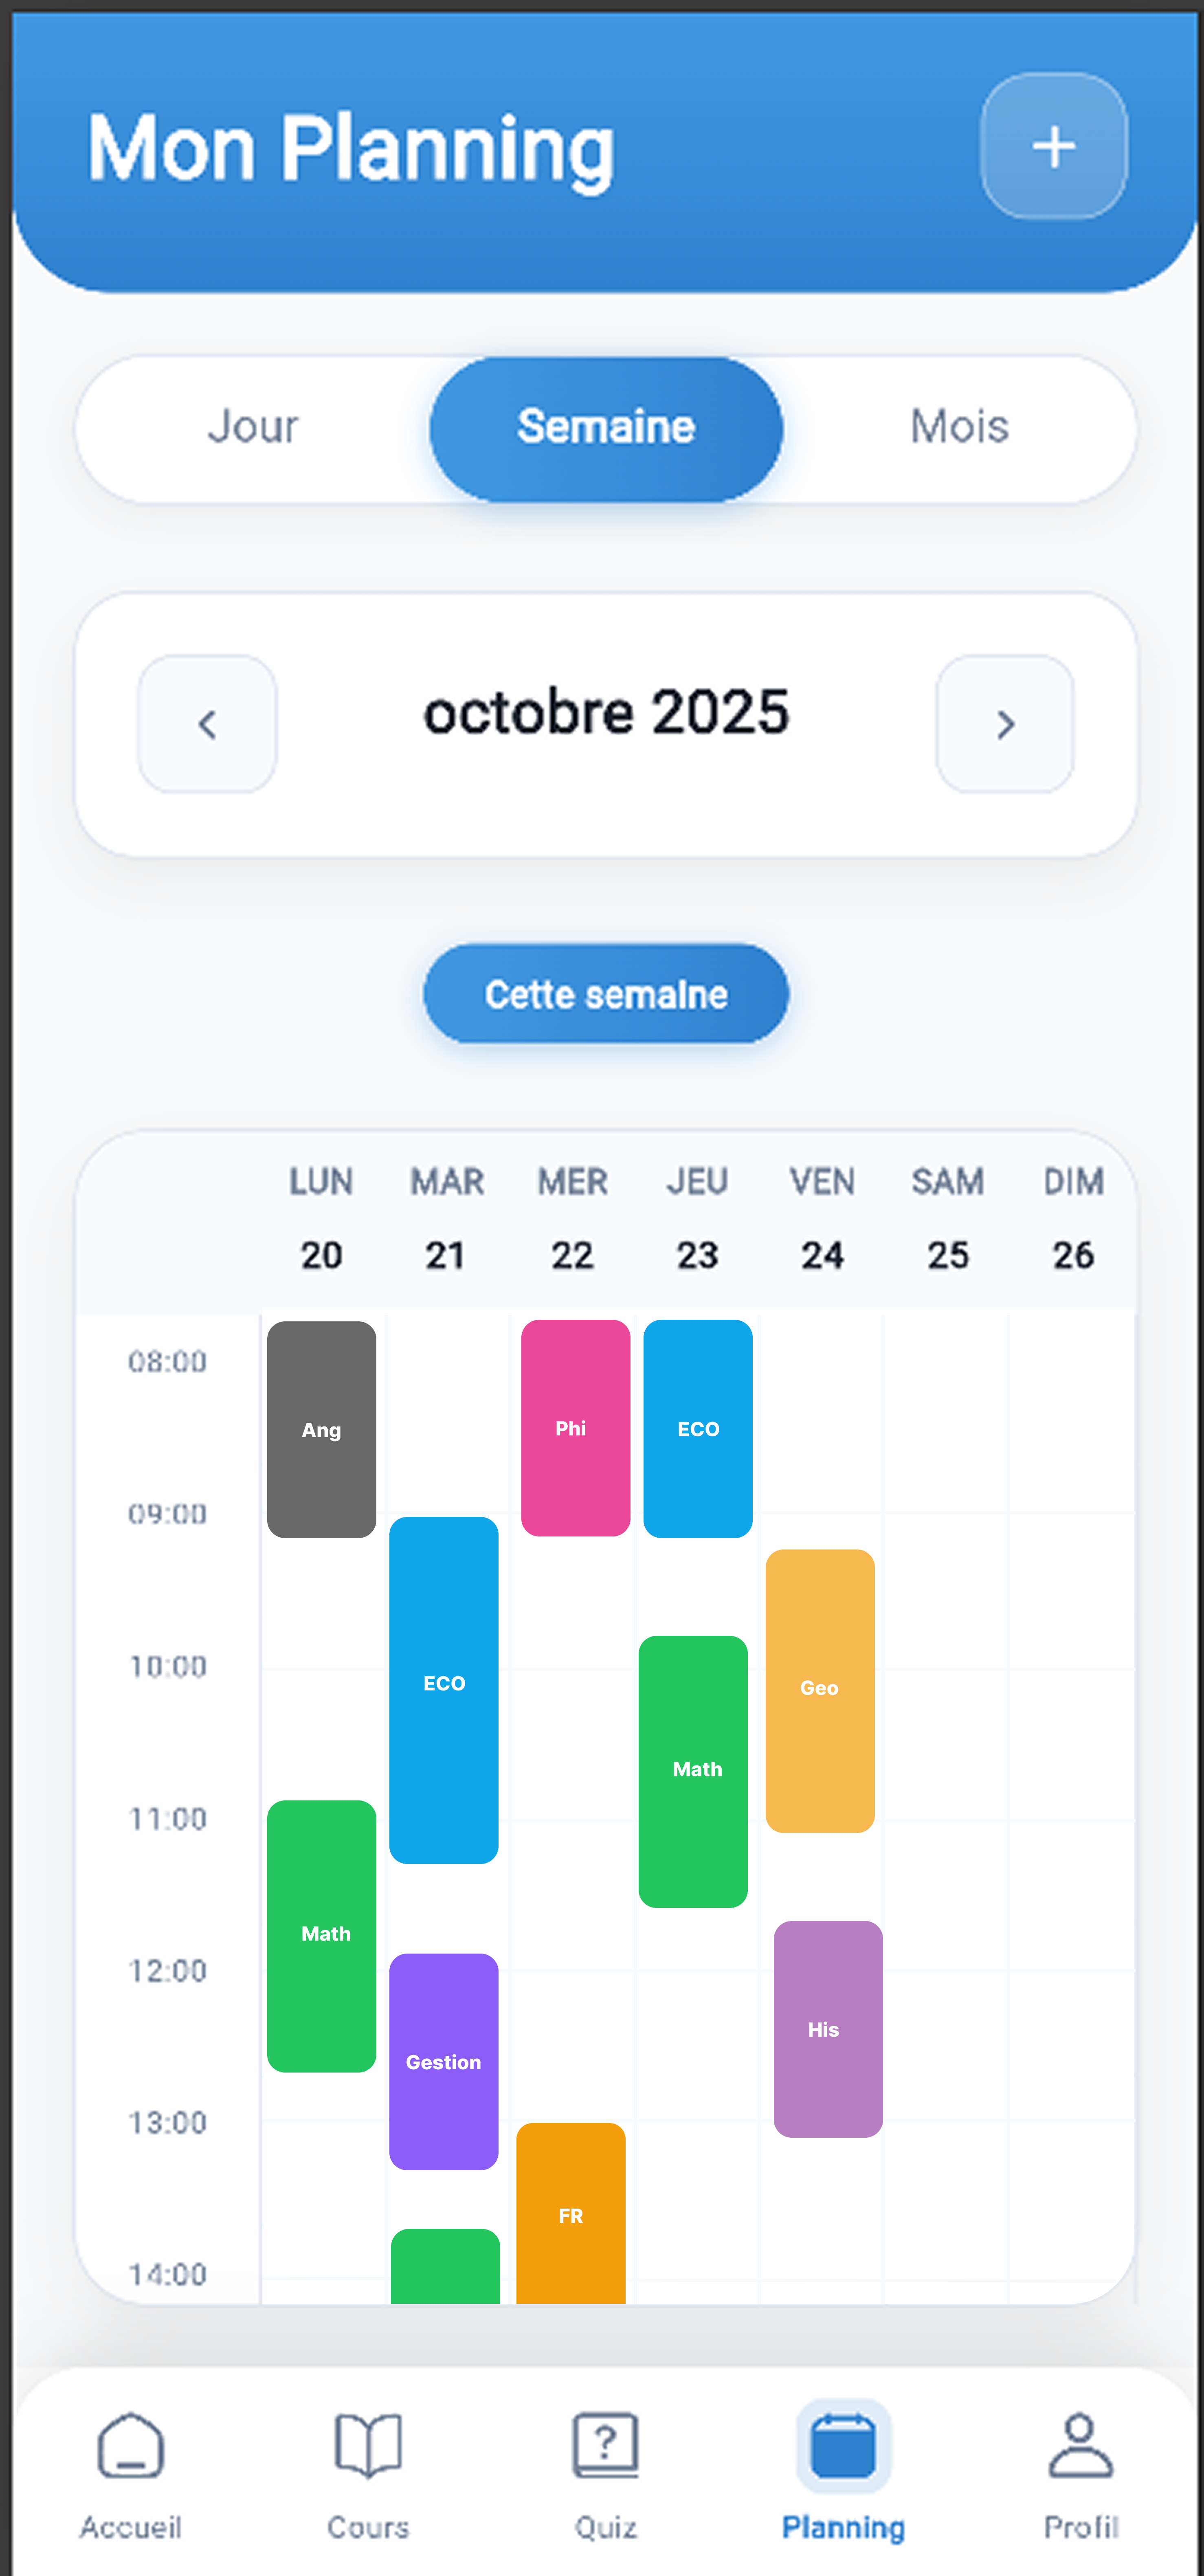 Mon Planning
+
Jour Semaine Mois
octobre 2025
Cette semaine
LUN MAR MER JEU VEN SAM DIM
20 21 22 23 24 25 26
08:00
Ang Phi ECO
09:00
10:00
ECO Geo
Math
11:00
Math
12:00
His
Gestion
13:00
FR
14:00
Accueil Cours Quiz Planning Profil